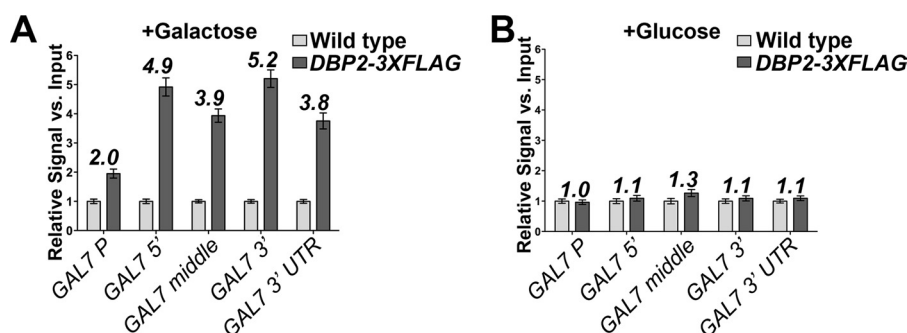 A
+Galactose
Wild type
DBP2-3XFLAG
Relative Signal vs. Input
6
5
4
3
2
1
0
2.0
4.9
3.9
5.2
3.8
GAL7 P
GAL7 5’
GAL7 middle
GAL7 3’
GAL7 3’ UTR
B
+Glucose
Wild type
DBP2-3XFLAG
Relative Signal vs. Input
6
5
4
3
2
1
0
1.0
1.1
1.3
1.1
1.1
GAL7 P
GAL7 5’
GAL7 middle
GAL7 3’
GAL7 3’ UTR